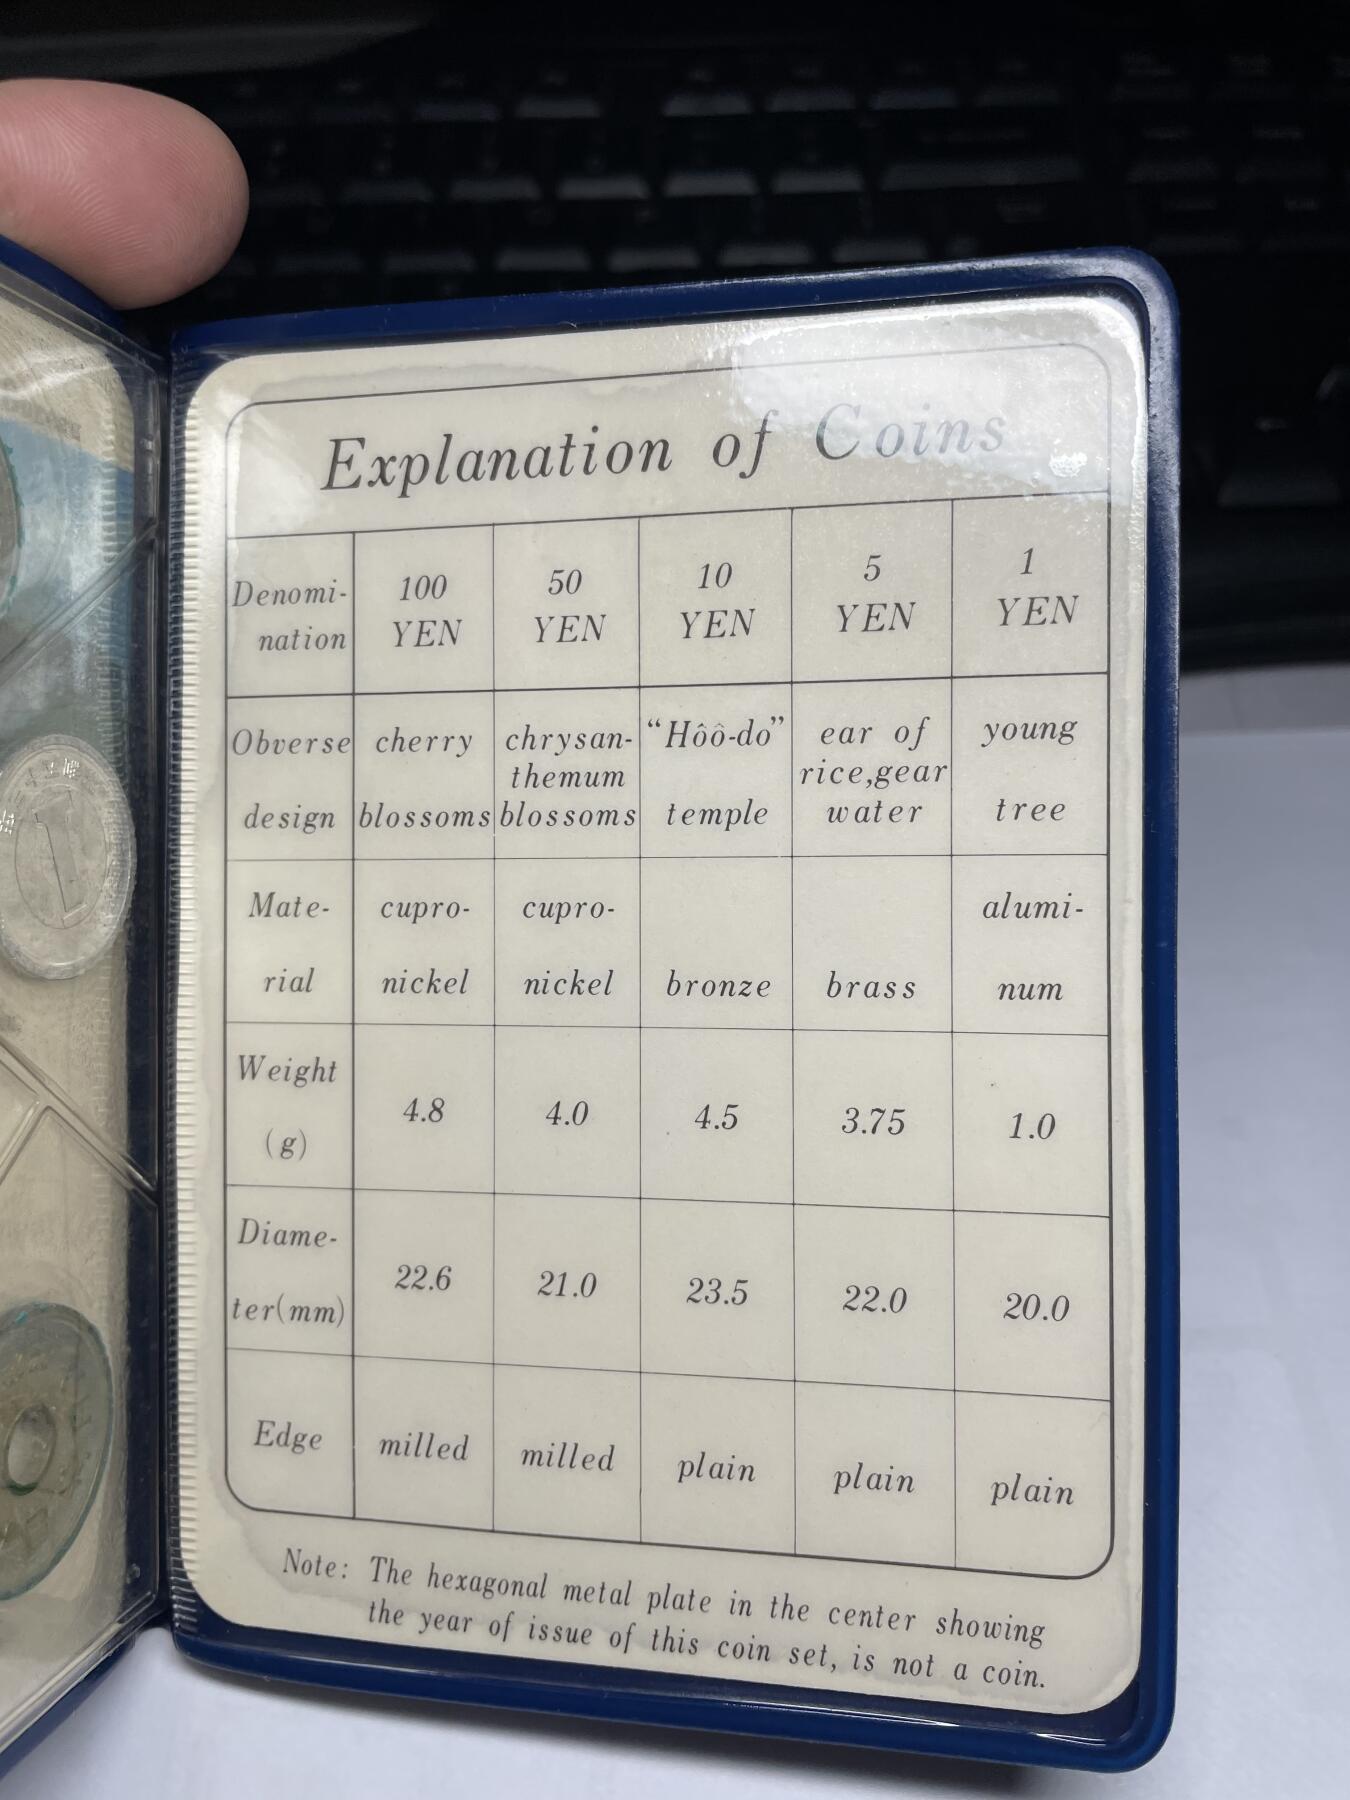 Explanation of Coins
Denomi- 100 50 10 5 1
nation YEN YEN YEN YEN YEN
Obverse cherry chrysan- "Hôô-do" ear of young
themum rice,gear
design blossoms blossoms temple water tree
Mate- cupro- cupro- alumi-
rial nickel nickel bronze brass num
Weight
4.8 4.0 4.5 3.75 1.0
(g)
Diame-
22.6 21.0 23.5 22.0 20.0
ter(mm)
Edge milled milled plain plain plain
Note: The hexagonal metal plate in the center showing
the year of issue of this coin set, is not a coin.
1